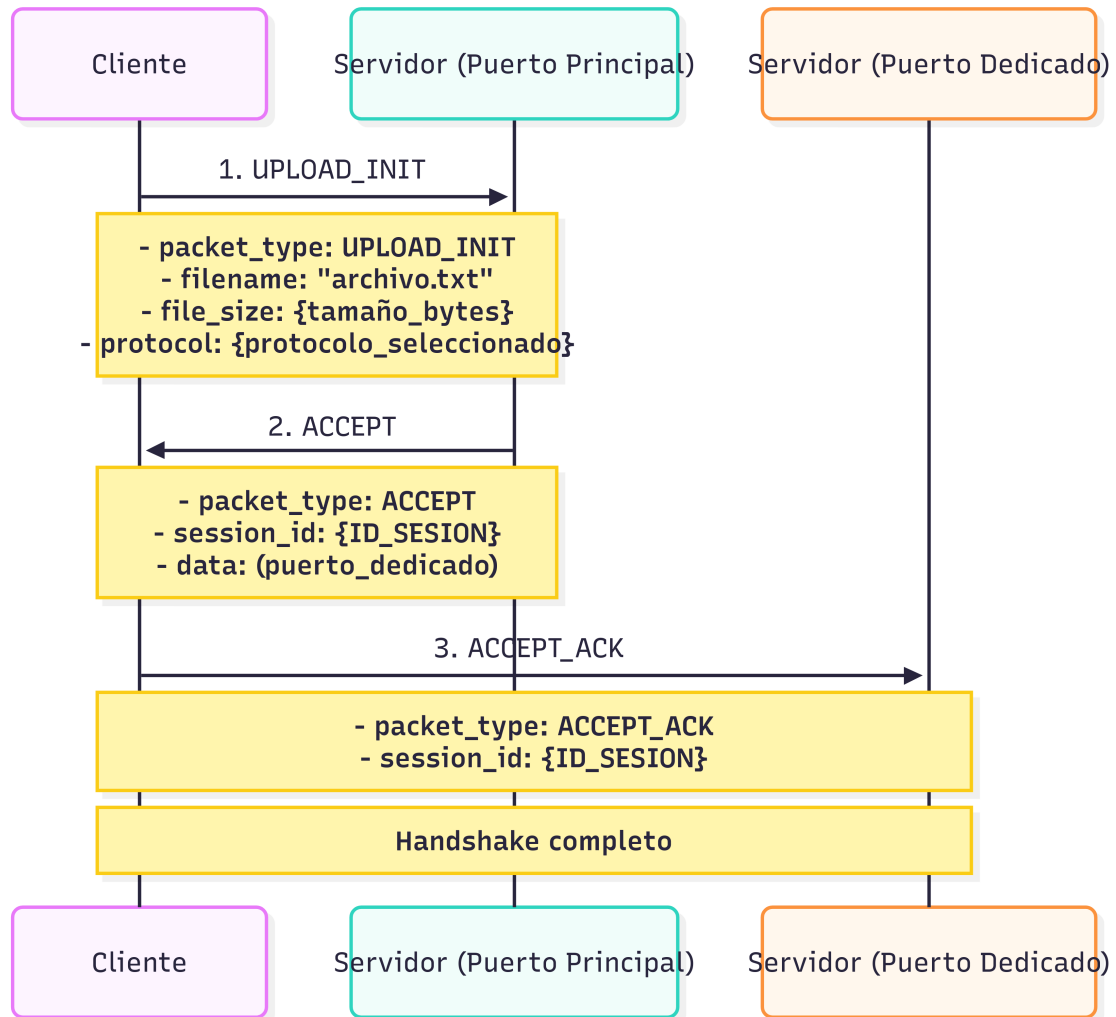 Cliente
Servidor (Puerto Principal)
Servidor (Puerto Dedicado)
1. UPLOAD_INIT
- packet_type: UPLOAD_INIT
- filename: "archivo.txt"
- file_size: {tamaño_bytes}
- protocol: {protocolo_seleccionado}
2. ACCEPT
- packet_type: ACCEPT
- session_id: {ID_SESION}
- data: (puerto_dedicado)
3. ACCEPT_ACK
- packet_type: ACCEPT_ACK
- session_id: {ID_SESION}
Handshake completo
Cliente
Servidor (Puerto Principal)
Servidor (Puerto Dedicado)